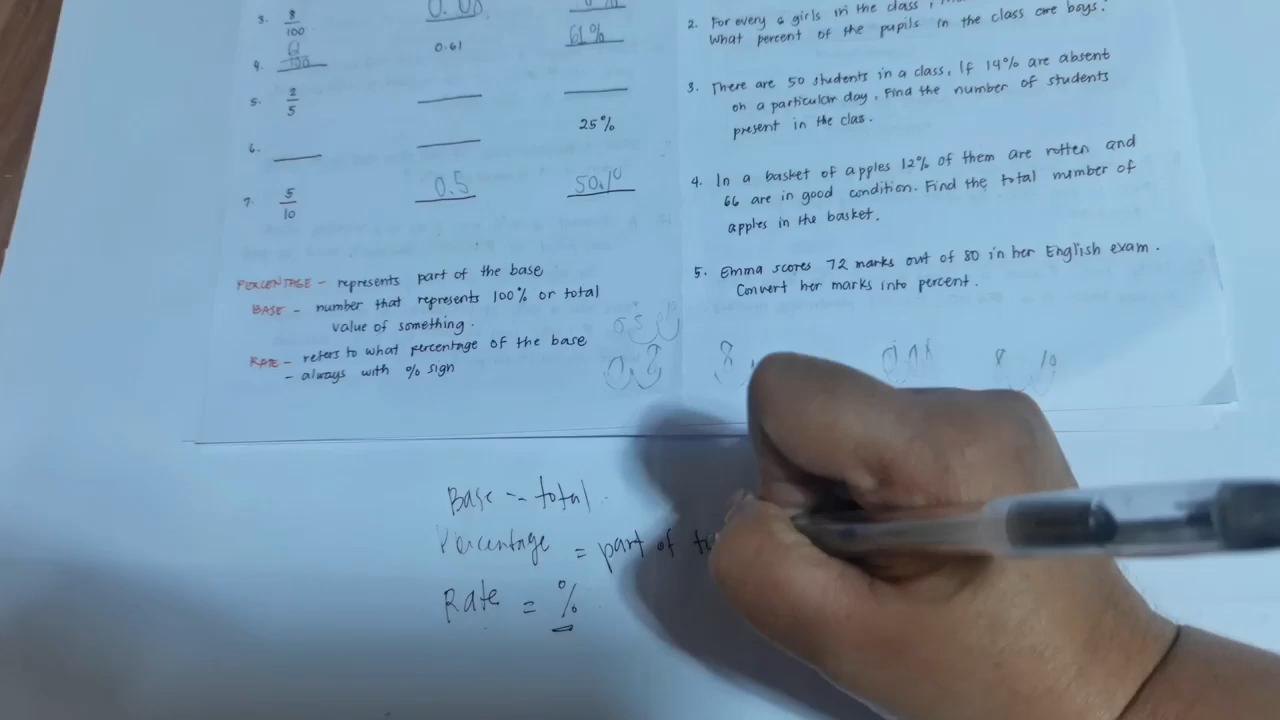 3. 8/100 0.08
4. 0.61 61%
100
5. 2/5
6. 25%
7. 5/10 0.5 50%
PERCENTAGE – represents part of the base
BASE – number that represents 100% or total
value of something.
RATE – refers to what percentage of the base
– always with % sign
2. For every 6 girls in the class,
What percent of the pupils in the class are boys.
3. There are 50 students in a class, If 14% are absent
on a particular day. Find the number of students
present in the clas.
4. In a basket of apples 12% of them are rotten and
66 are in good condition. Find the total number of
apples in the basket.
5. Emma scores 72 marks out of 80 in her English exam.
Convert her marks into percent.
Base -- total.
Percentage = part of
Rate = %